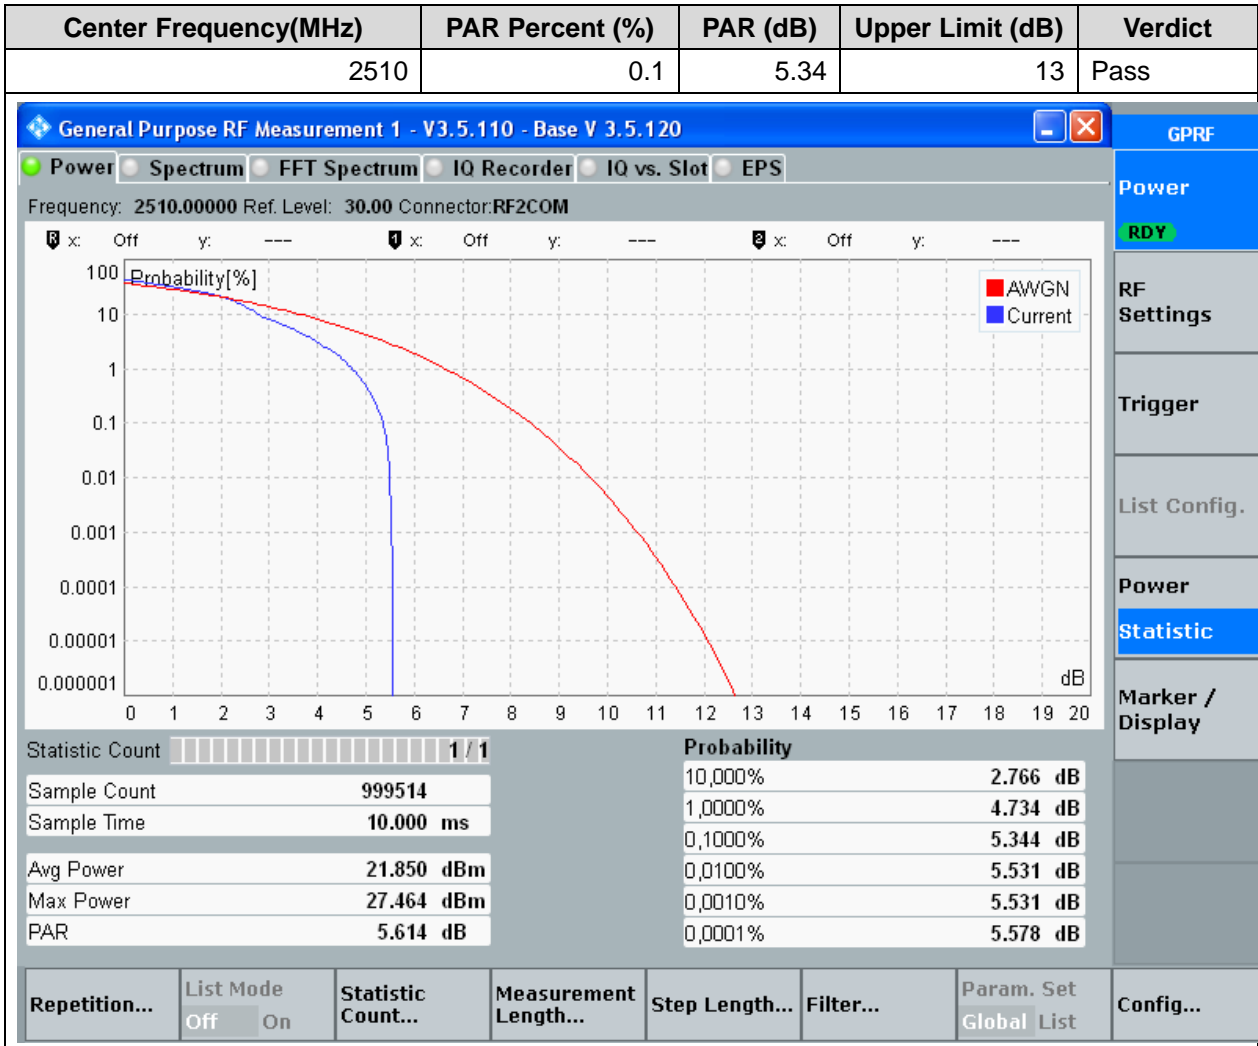 Center Frequency(MHz) PAR Percent (%) PAR (dB) Upper Limit (dB) Verdict
2510 0.1 5.34 13 Pass
General Purpose RF Measurement 1 - V3.5.110 - Base V 3.5.120
GPRF
Power Spectrum FFT Spectrum IQ Recorder IQ vs. Slot EPS
Power
RDY
Frequency: 2510.00000 Ref. Level: 30.00 Connector:RF2COM
R x: Off y: --- 1 x: Off y: --- 2 x: Off y: ---
Probability[%]
AWGN
Current
100
10
1
0.1
0.01
0.001
0.0001
0.00001
0.000001
dB
0 1 2 3 4 5 6 7 8 9 10 11 12 13 14 15 16 17 18 19 20
RF
Settings
Trigger
List Config.
Power
Statistic
Marker /
Display
Statistic Count 1 / 1
Sample Count 999514
Sample Time 10.000 ms
Avg Power 21.850 dBm
Max Power 27.464 dBm
PAR 5.614 dB
Probability
10,000% 2.766 dB
1,0000% 4.734 dB
0,1000% 5.344 dB
0,0100% 5.531 dB
0,0010% 5.531 dB
0,0001% 5.578 dB
Repetition...
List Mode
Off On
Statistic
Count...
Measurement
Length...
Step Length...
Filter...
Param. Set
Global List
Config...